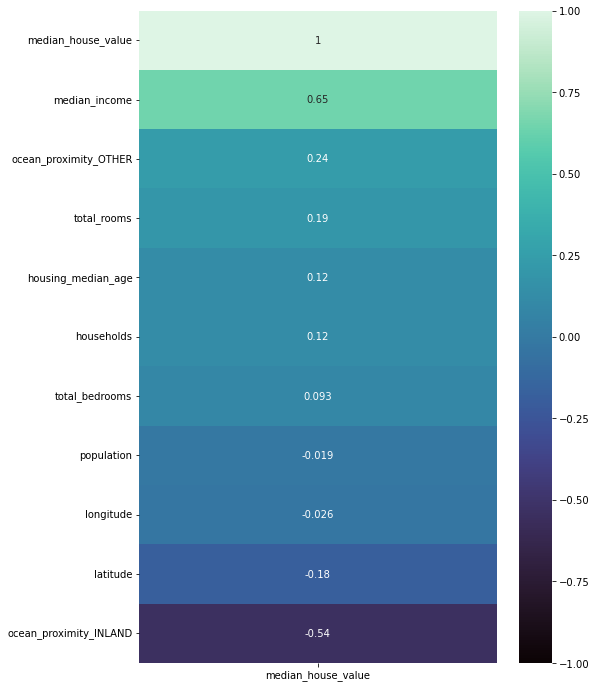 median_house_value 1
median_income 0.65
ocean_proximity_OTHER 0.24
total_rooms 0.19
housing_median_age 0.12
households 0.12
total_bedrooms 0.093
population -0.019
longitude -0.026
latitude -0.18
ocean_proximity_INLAND -0.54
median_house_value
1.00
0.75
0.50
0.25
0.00
−0.25
−0.50
−0.75
−1.00